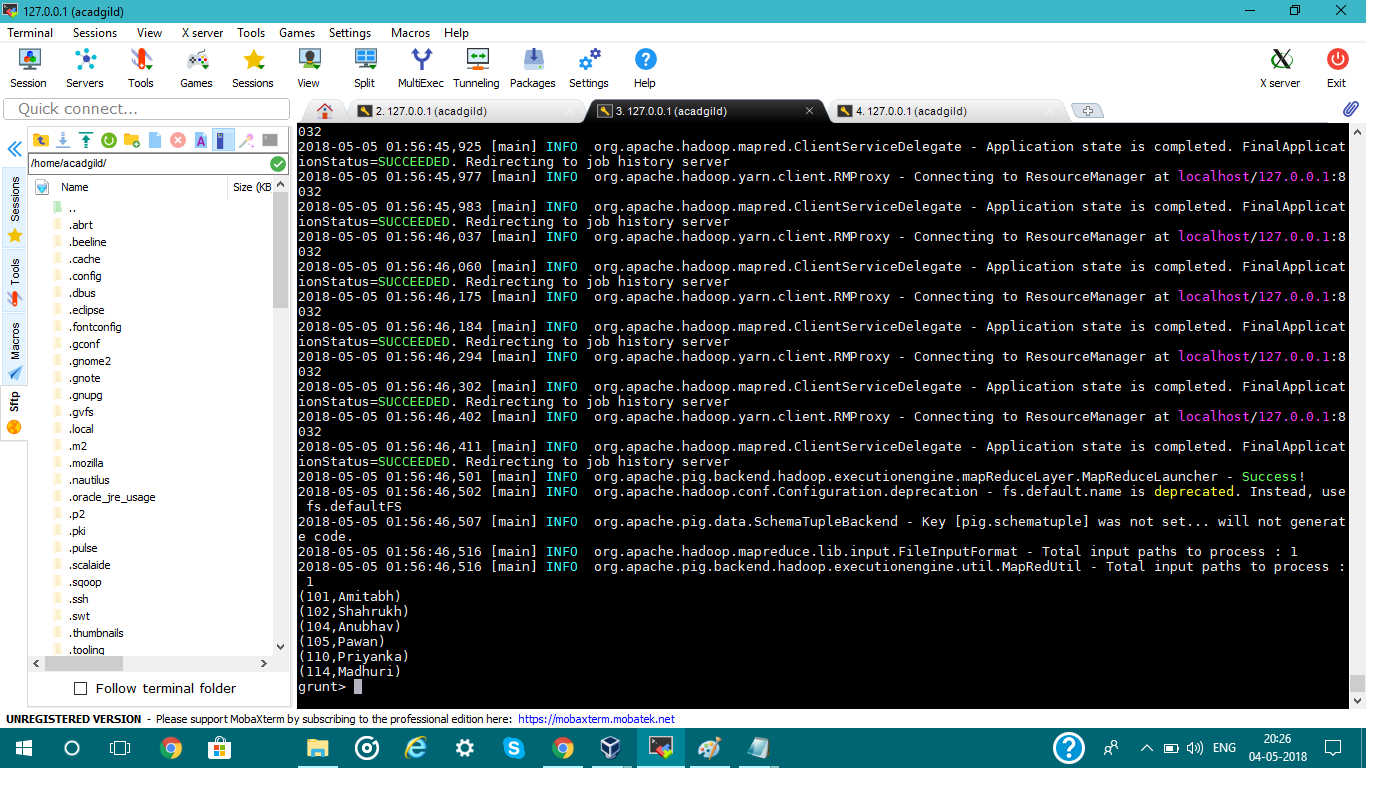 127.0.0.1 (acadgild)
Terminal Sessions View X server Tools Games Settings Macros Help
Session Servers Tools Games Sessions View Split MultiExec Tunneling Packages Settings Help X server Exit
Quick connect...
2. 127.0.0.1 (acadgild)
3. 127.0.0.1 (acadgild)
4. 127.0.0.1 (acadgild)
Sessions
Tools
Macros
Sftp
/home/acadgild/
Name Size (KB
..
.abrt
.beeline
.cache
.config
.dbus
.eclipse
.fontconfig
.gconf
.gnome2
.gnote
.gnupg
.gvfs
.local
.m2
.mozilla
.nautilus
.oracle_jre_usage
.p2
.pki
.pulse
.scalaide
.sqoop
.ssh
.swt
.thumbnails
.tooling
Follow terminal folder
032
2018-05-05 01:56:45,925 [main] INFO  org.apache.hadoop.mapred.ClientServiceDelegate - Application state is completed. FinalApplicat
ionStatus=SUCCEEDED. Redirecting to job history server
2018-05-05 01:56:45,977 [main] INFO  org.apache.hadoop.yarn.client.RMProxy - Connecting to ResourceManager at localhost/127.0.0.1:8
032
2018-05-05 01:56:45,983 [main] INFO  org.apache.hadoop.mapred.ClientServiceDelegate - Application state is completed. FinalApplicat
ionStatus=SUCCEEDED. Redirecting to job history server
2018-05-05 01:56:46,037 [main] INFO  org.apache.hadoop.yarn.client.RMProxy - Connecting to ResourceManager at localhost/127.0.0.1:8
032
2018-05-05 01:56:46,060 [main] INFO  org.apache.hadoop.mapred.ClientServiceDelegate - Application state is completed. FinalApplicat
ionStatus=SUCCEEDED. Redirecting to job history server
2018-05-05 01:56:46,175 [main] INFO  org.apache.hadoop.yarn.client.RMProxy - Connecting to ResourceManager at localhost/127.0.0.1:8
032
2018-05-05 01:56:46,184 [main] INFO  org.apache.hadoop.mapred.ClientServiceDelegate - Application state is completed. FinalApplicat
ionStatus=SUCCEEDED. Redirecting to job history server
2018-05-05 01:56:46,294 [main] INFO  org.apache.hadoop.yarn.client.RMProxy - Connecting to ResourceManager at localhost/127.0.0.1:8
032
2018-05-05 01:56:46,302 [main] INFO  org.apache.hadoop.mapred.ClientServiceDelegate - Application state is completed. FinalApplicat
ionStatus=SUCCEEDED. Redirecting to job history server
2018-05-05 01:56:46,402 [main] INFO  org.apache.hadoop.yarn.client.RMProxy - Connecting to ResourceManager at localhost/127.0.0.1:8
032
2018-05-05 01:56:46,411 [main] INFO  org.apache.hadoop.mapred.ClientServiceDelegate - Application state is completed. FinalApplicat
ionStatus=SUCCEEDED. Redirecting to job history server
2018-05-05 01:56:46,501 [main] INFO  org.apache.pig.backend.hadoop.executionengine.mapReduceLayer.MapReduceLauncher - Success!
2018-05-05 01:56:46,502 [main] INFO  org.apache.hadoop.conf.Configuration.deprecation - fs.default.name is deprecated. Instead, use
fs.defaultFS
2018-05-05 01:56:46,507 [main] INFO  org.apache.pig.data.SchemaTupleBackend - Key [pig.schematuple] was not set... will not generat
e code.
2018-05-05 01:56:46,516 [main] INFO  org.apache.hadoop.mapreduce.lib.input.FileInputFormat - Total input paths to process : 1
2018-05-05 01:56:46,516 [main] INFO  org.apache.pig.backend.hadoop.executionengine.util.MapRedUtil - Total input paths to process :
1
(101,Amitabh)
(102,Shahrukh)
(104,Anubhav)
(105,Pawan)
(110,Priyanka)
(114,Madhuri)
grunt>
UNREGISTERED VERSION - Please support MobaXterm by subscribing to the professional edition here: https://mobaxterm.mobatek.net
ENG
20:26
04-05-2018